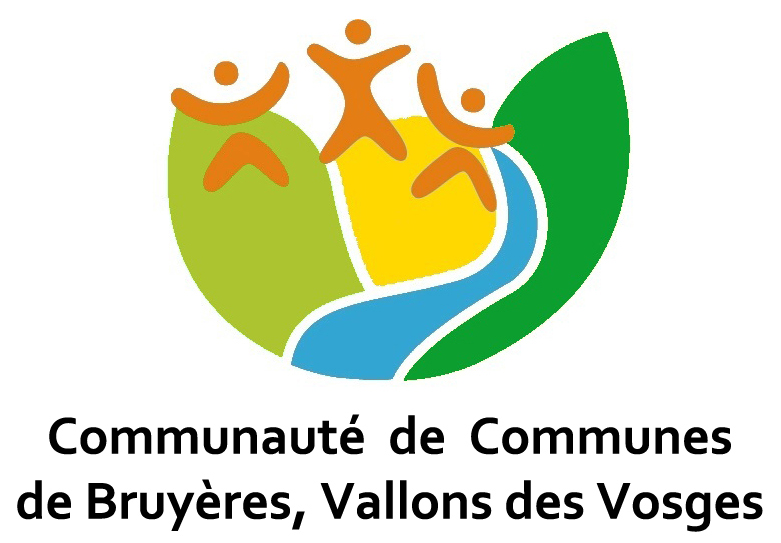 Communauté de Communes
de Bruyères, Vallons des Vosges